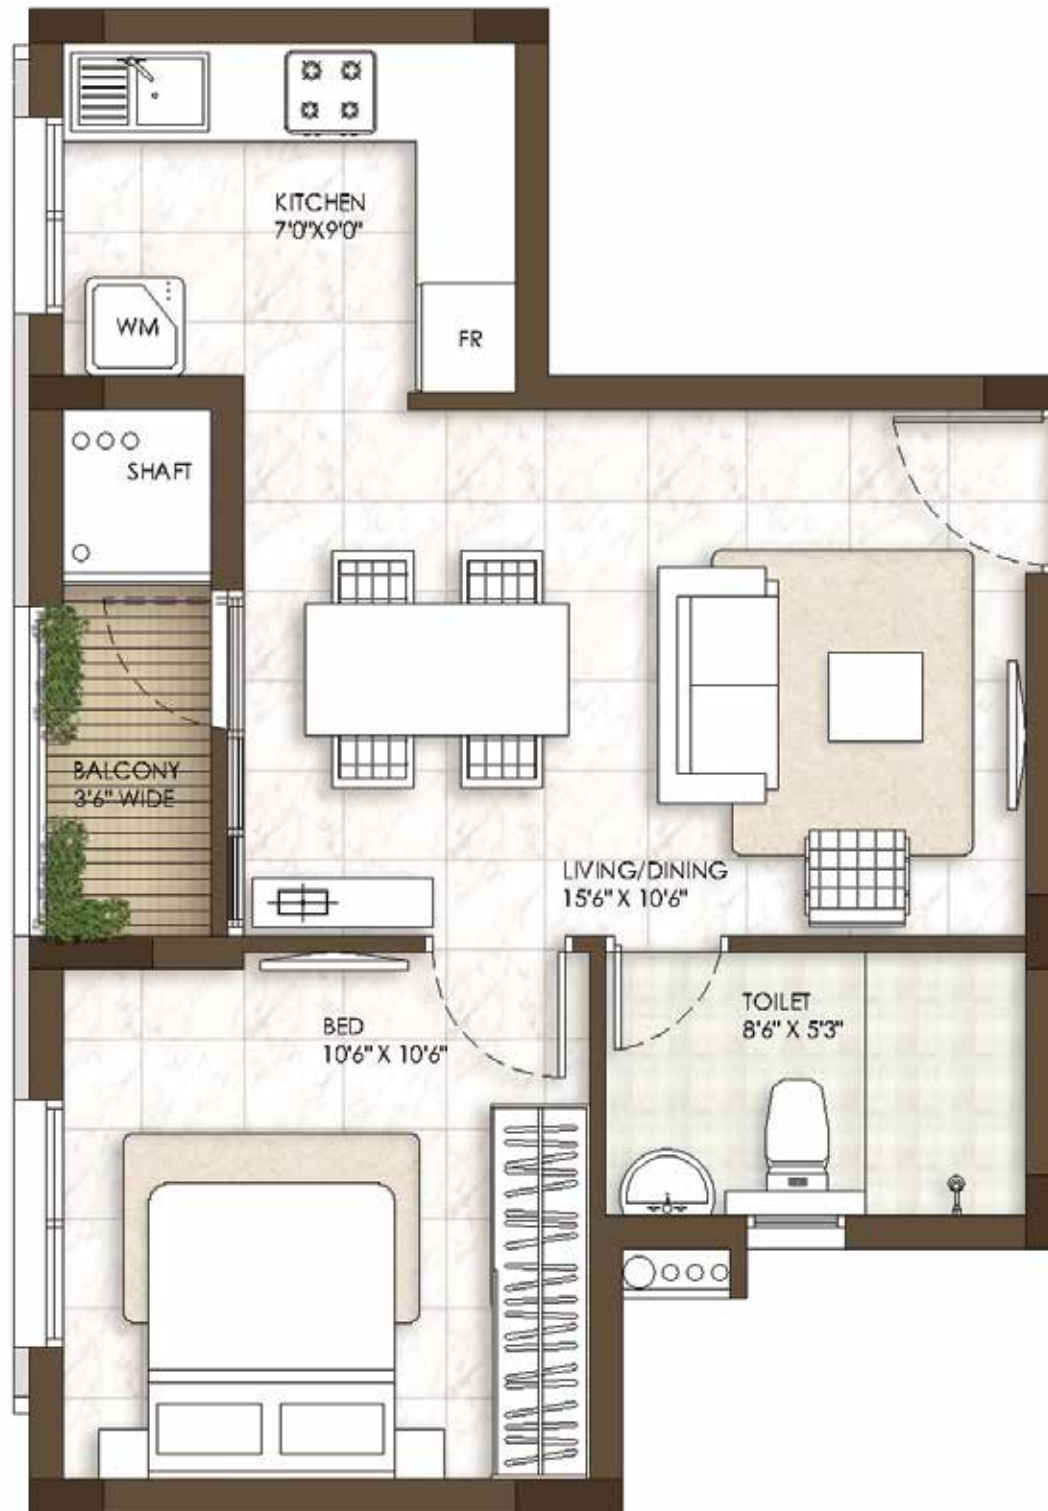 KITCHEN
7'0"X9'0"
WM
FR
SHAFT
BALCONY
3'6" WIDE
LIVING/DINING
15'6" X 10'6"
BED
10'6" X 10'6"
TOILET
8'6" X 5'3"